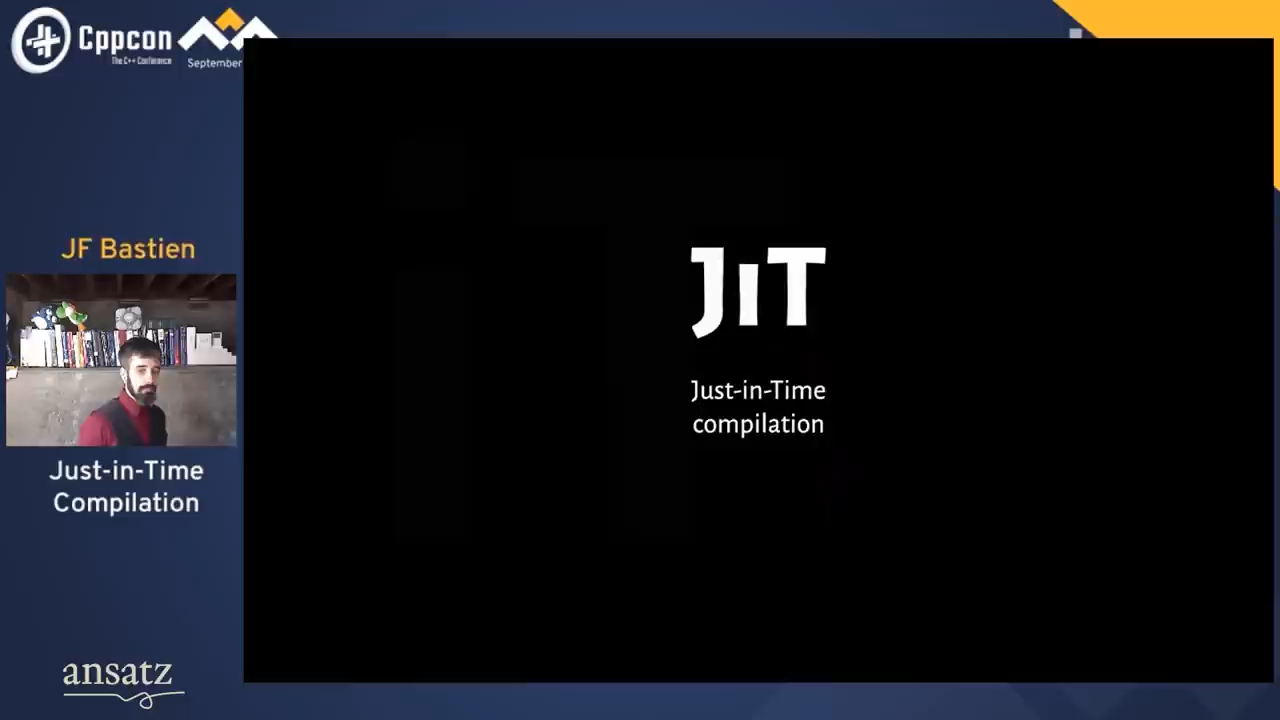 Cppcon
The C++ Conference
September
JF Bastien
Just-in-Time
Compilation
ansatz
JiT
Just-in-Time
compilation